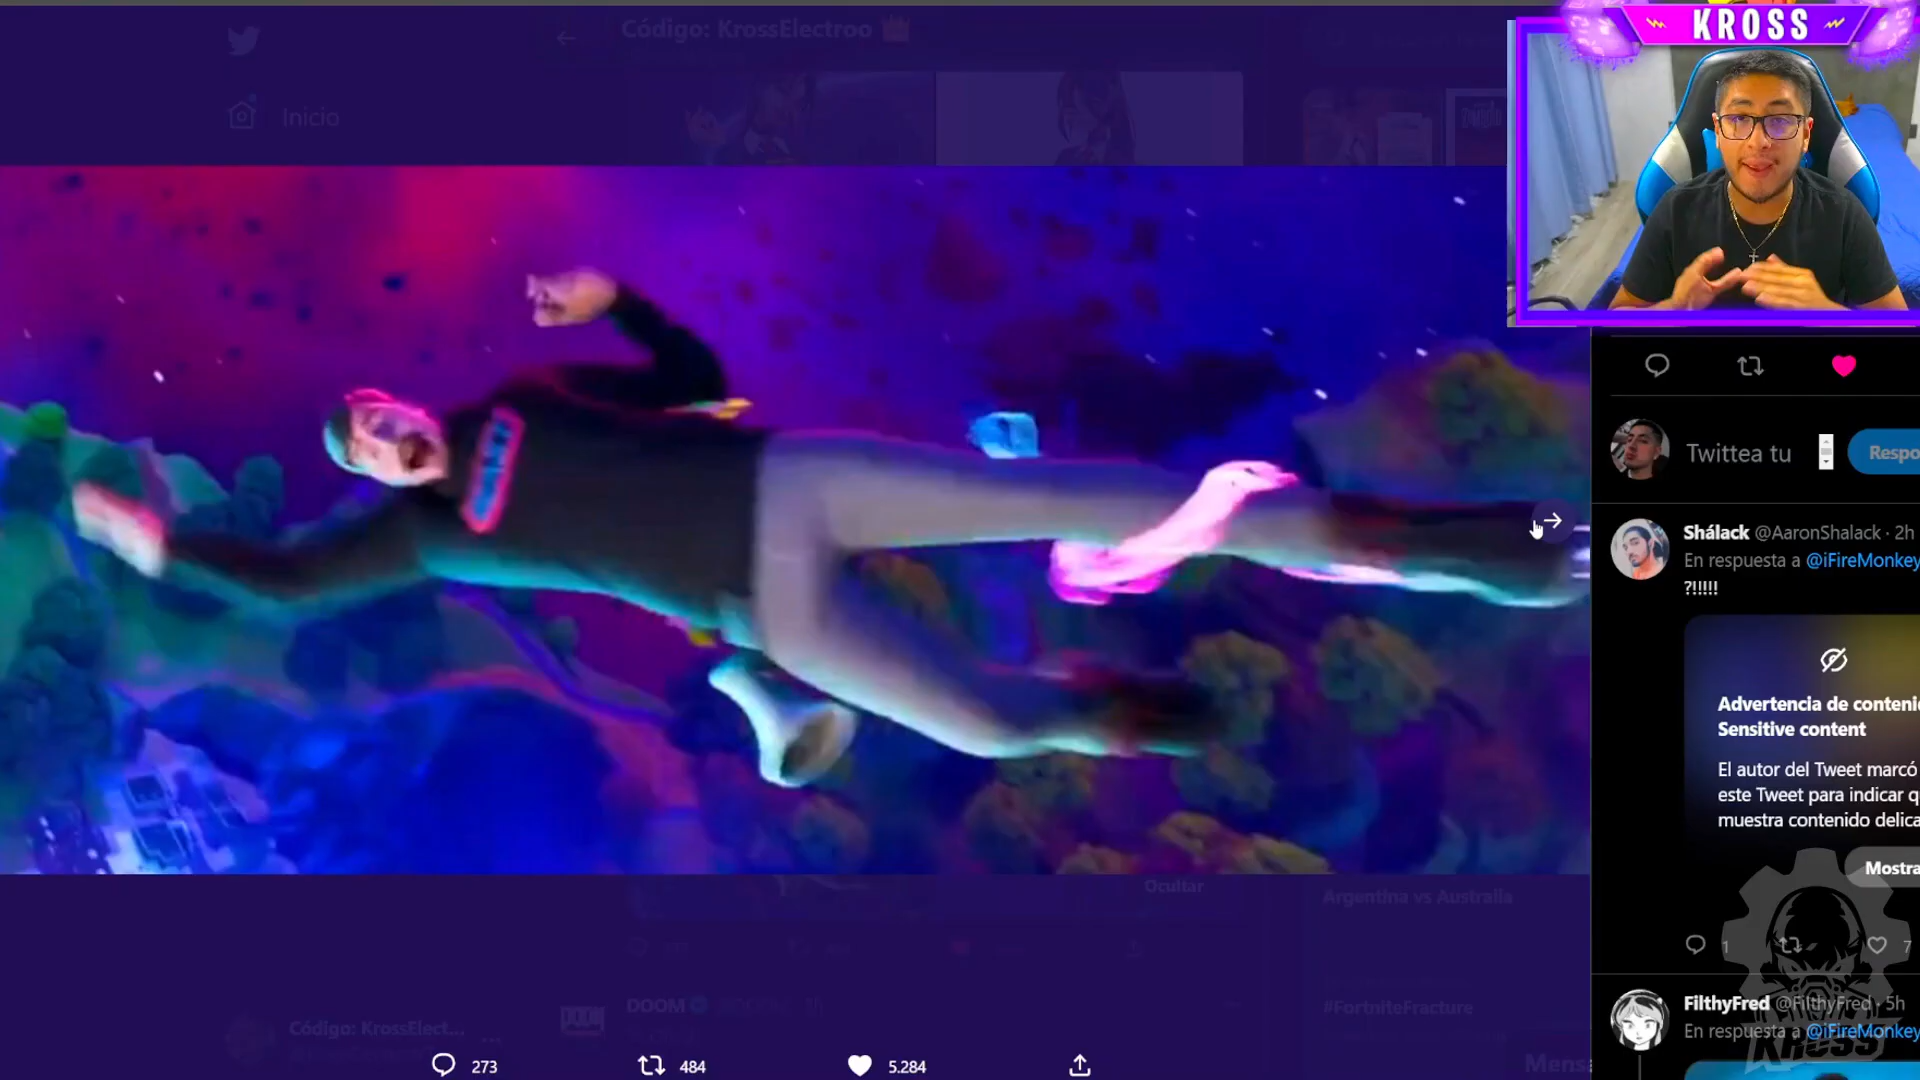 Código: KrossElectroo
KROSS
Inicio
Twittea tu
Respo
Shálack @AaronShalack · 2h
En respuesta a @iFireMonkey
?!!!!!
Advertencia de conteni
Sensitive content
El autor del Tweet marcó
este Tweet para indicar q
muestra contenido delica
Mostra
Ocultar
Argentina vs Australia
1
7
DOOM
#FortniteFracture
FilthyFred @FilthyFred · 5h
En respuesta a @iFireMonkey
Código: KrossElect...
273
484
5.284
Mens
KROSS